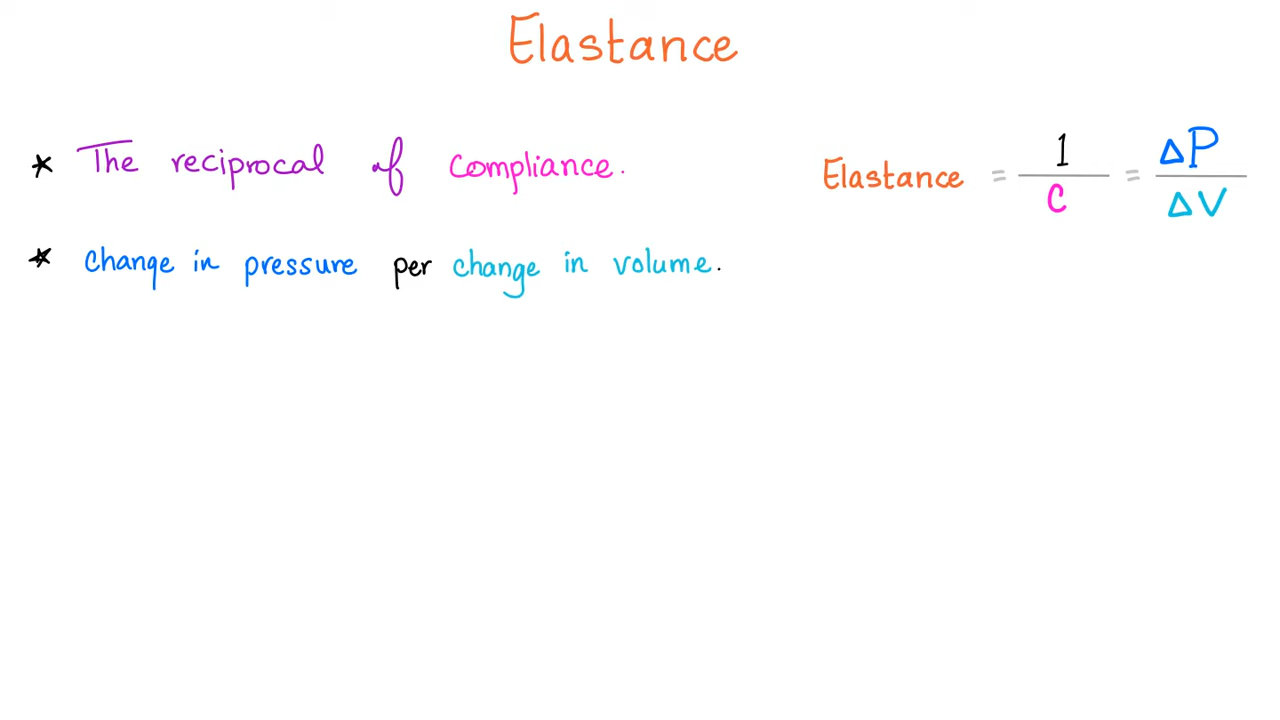 Elastance
* The reciprocal of compliance.
Elastance = 1/C = ΔP/ΔV
* change in pressure per change in volume.